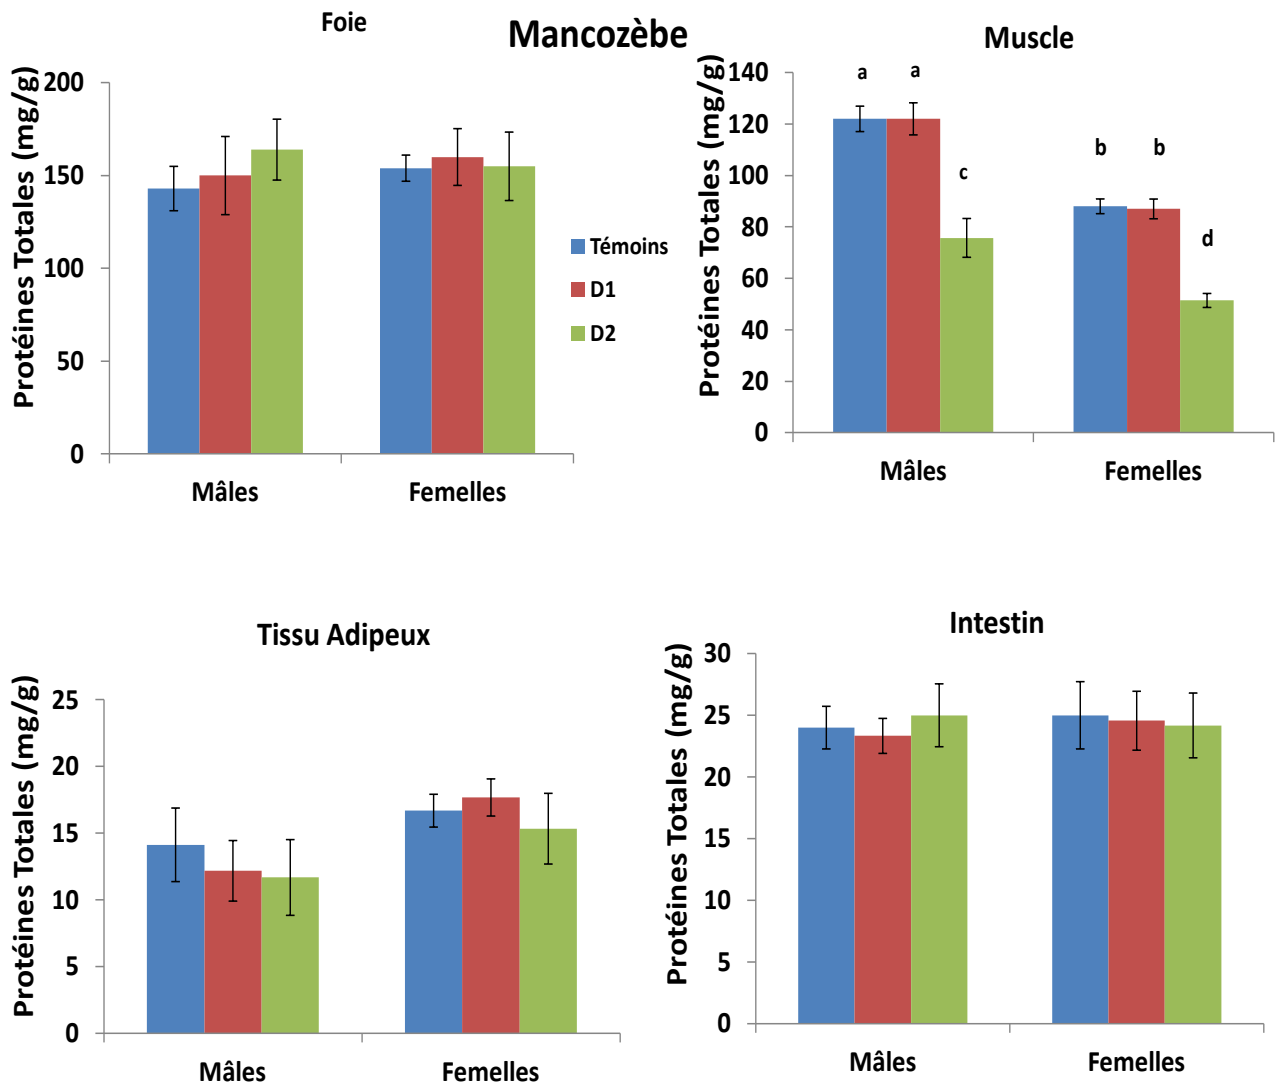 Mancozèbe
Foie
Protéines Totales (mg/g)
200
150
100
50
0
Mâles
Femelles
Témoins
D1
D2
Muscle
Protéines Totales (mg/g)
140
120
100
80
60
40
20
0
a
a
c
b
b
d
Mâles
Femelles
Tissu Adipeux
Protéines Totales (mg/g)
25
20
15
10
5
0
Mâles
Femelles
Intestin
Protéines Totales (mg/g)
30
25
20
15
10
5
0
Mâles
Femelles